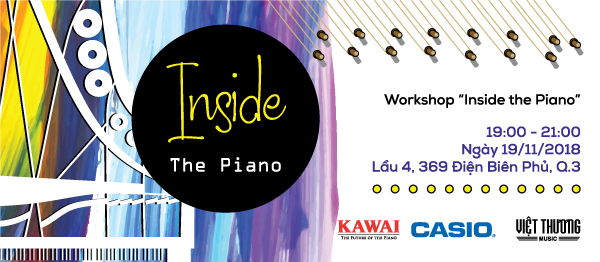 Inside
The Piano
Workshop "Inside the Piano"
19:00 - 21:00
Ngày 19/11/2018
Lầu 4, 369 Điện Biên Phủ, Q.3
KAWAI
THE FUTURE OF THE PIANO
CASIO®
VIỆT THƯƠNG
MUSIC